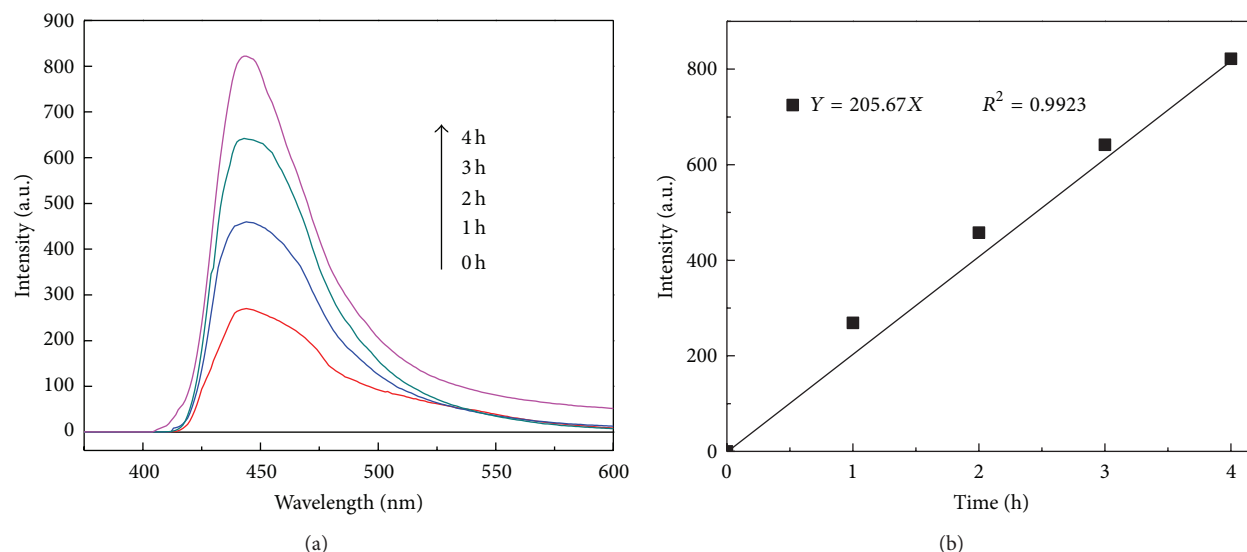 900
800
700
600
500
400
300
200
100
0
Intensity (a.u.)
4 h
3 h
2 h
1 h
0 h
400
450
500
550
600
Wavelength (nm)
(a)
800
600
400
200
0
Intensity (a.u.)
Y = 205.67X R² = 0.9923
0
1
2
3
4
Time (h)
(b)